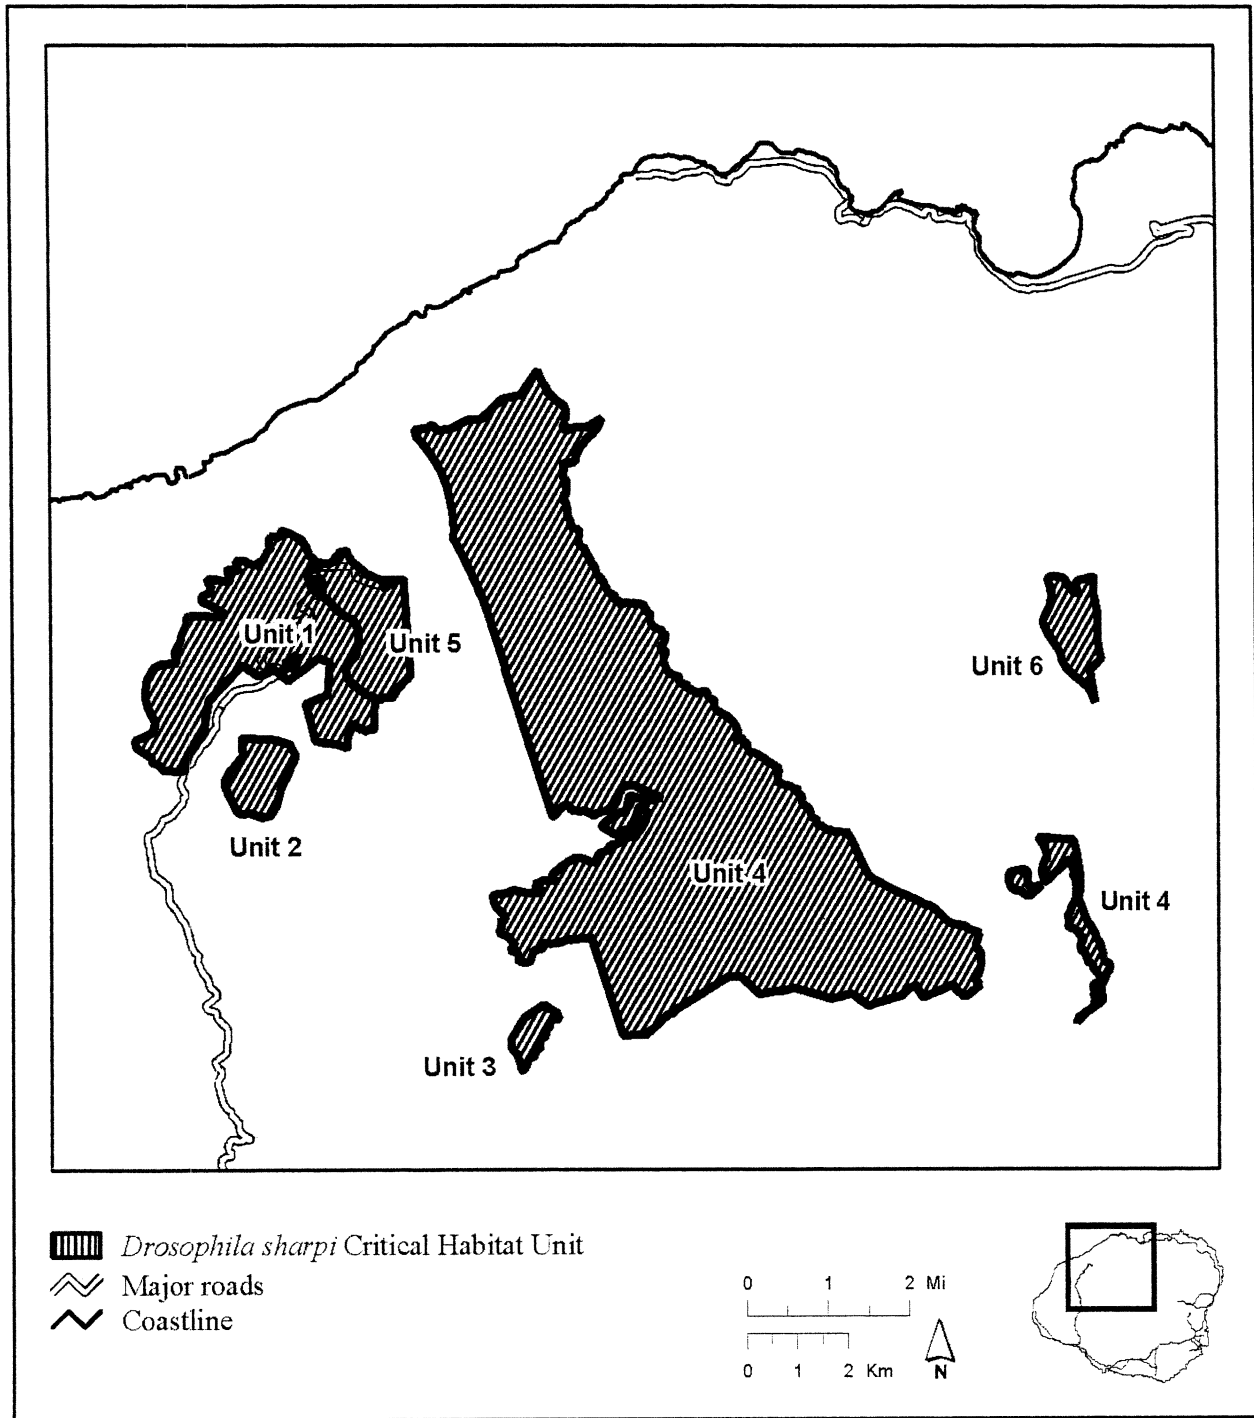 Unit 1
Unit 5
Unit 6
Unit 2
Unit 4
Unit 4
Unit 3
Drosophila sharpi Critical Habitat Unit
Major roads
Coastline
0 1 2 Mi
0 1 2 Km
N